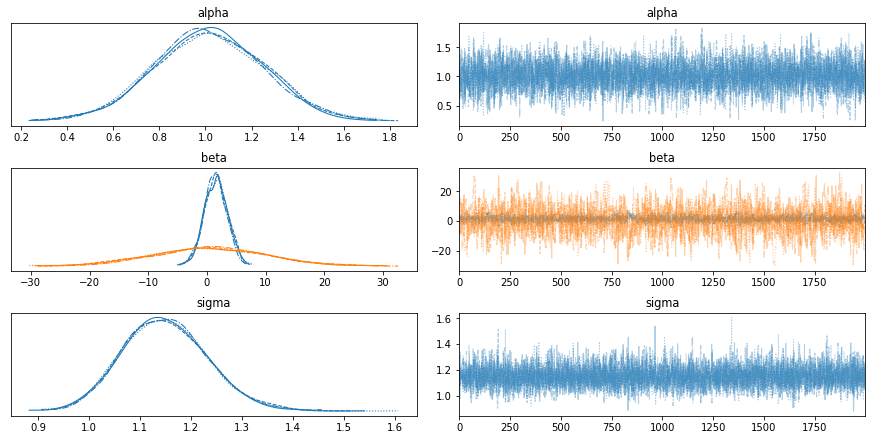 alpha alpha
1.5
1.0
0.5
0.2 0.4 0.6 0.8 1.0 1.2 1.4 1.6 1.8 0 250 500 750 1000 1250 1500 1750
beta beta
20
0
−20
−30 −20 −10 0 10 20 30 0 250 500 750 1000 1250 1500 1750
sigma sigma
1.6
1.4
1.2
1.0
0.9 1.0 1.1 1.2 1.3 1.4 1.5 1.6 0 250 500 750 1000 1250 1500 1750